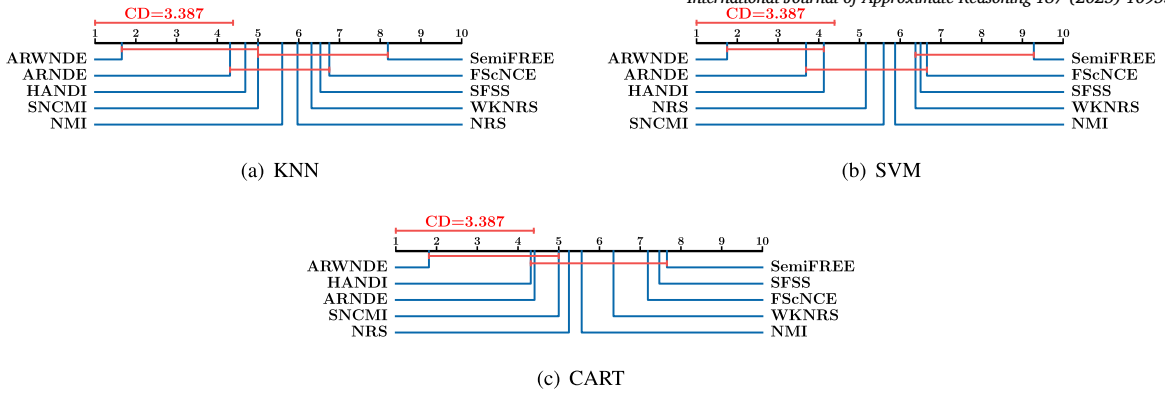 International Journal of Approximate Reasoning 187 (2025)
CD=3.387
1 2 3 4 5 6 7 8 9 10
ARWNDE SemiFREE
ARNDE FScNCE
HANDI SFSS
SNCMI WKNRS
NMI NRS
(a) KNN
CD=3.387
1 2 3 4 5 6 7 8 9 10
ARWNDE SemiFREE
ARNDE FScNCE
HANDI SFSS
NRS WKNRS
SNCMI NMI
(b) SVM
CD=3.387
1 2 3 4 5 6 7 8 9 10
ARWNDE SemiFREE
HANDI SFSS
ARNDE FScNCE
SNCMI WKNRS
NRS NMI
(c) CART